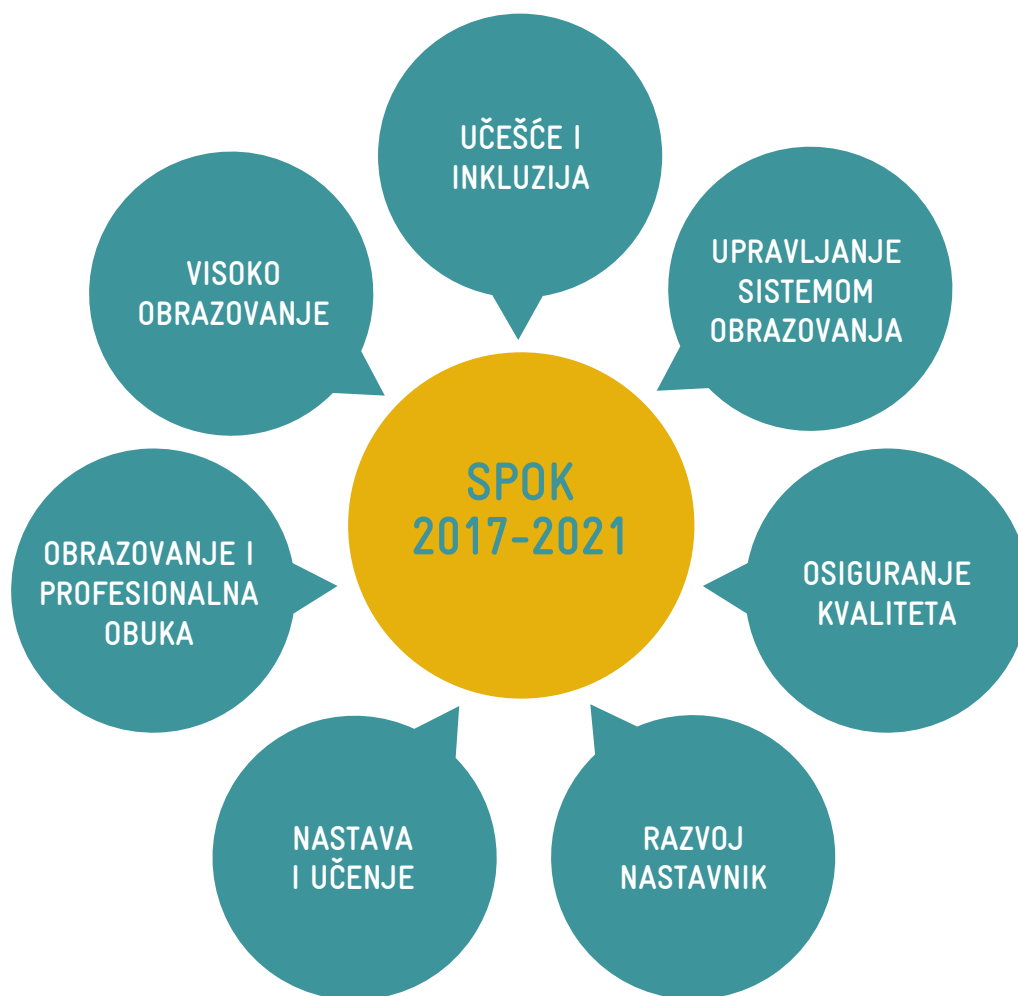 UČEŠĆE I
INKLUZIJA
UPRAVLJANJE
SISTEMOM
OBRAZOVANJA
VISOKO
OBRAZOVANJE
SPOK
2017-2021
OBRAZOVANJE I
PROFESIONALNA
OBUKA
OSIGURANJE
KVALITETA
NASTAVA
I UČENJE
RAZVOJ
NASTAVNIK